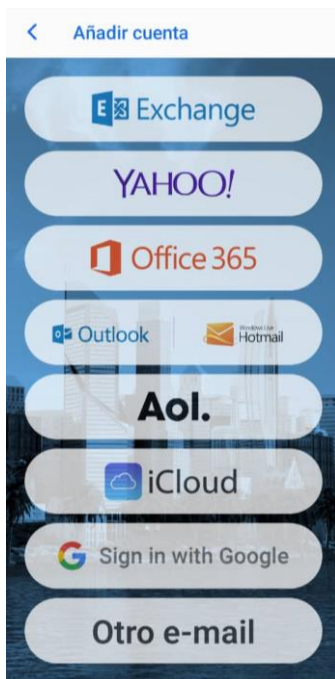 Añadir cuenta
Exchange
YAHOO!
Office 365
Outlook
Windows Live
Hotmail
Aol.
iCloud
Sign in with Google
Otro e-mail